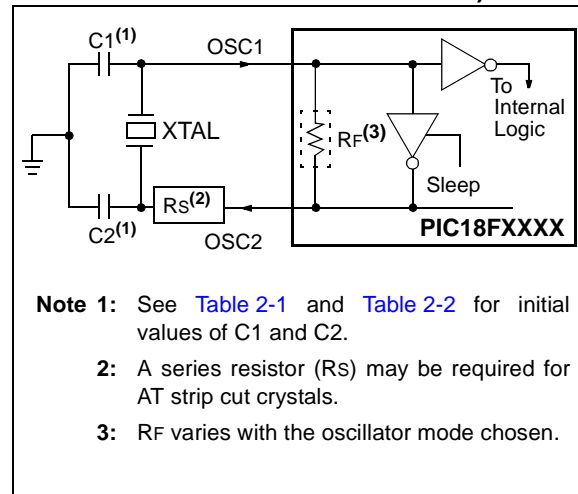 C1(1)
OSC1
To
Internal
Logic
XTAL
RF(3)
Sleep
RS(2)
C2(1)
OSC2
PIC18FXXXX
Note 1: See Table 2-1 and Table 2-2 for initial
values of C1 and C2.
2: A series resistor (RS) may be required for
AT strip cut crystals.
3: RF varies with the oscillator mode chosen.